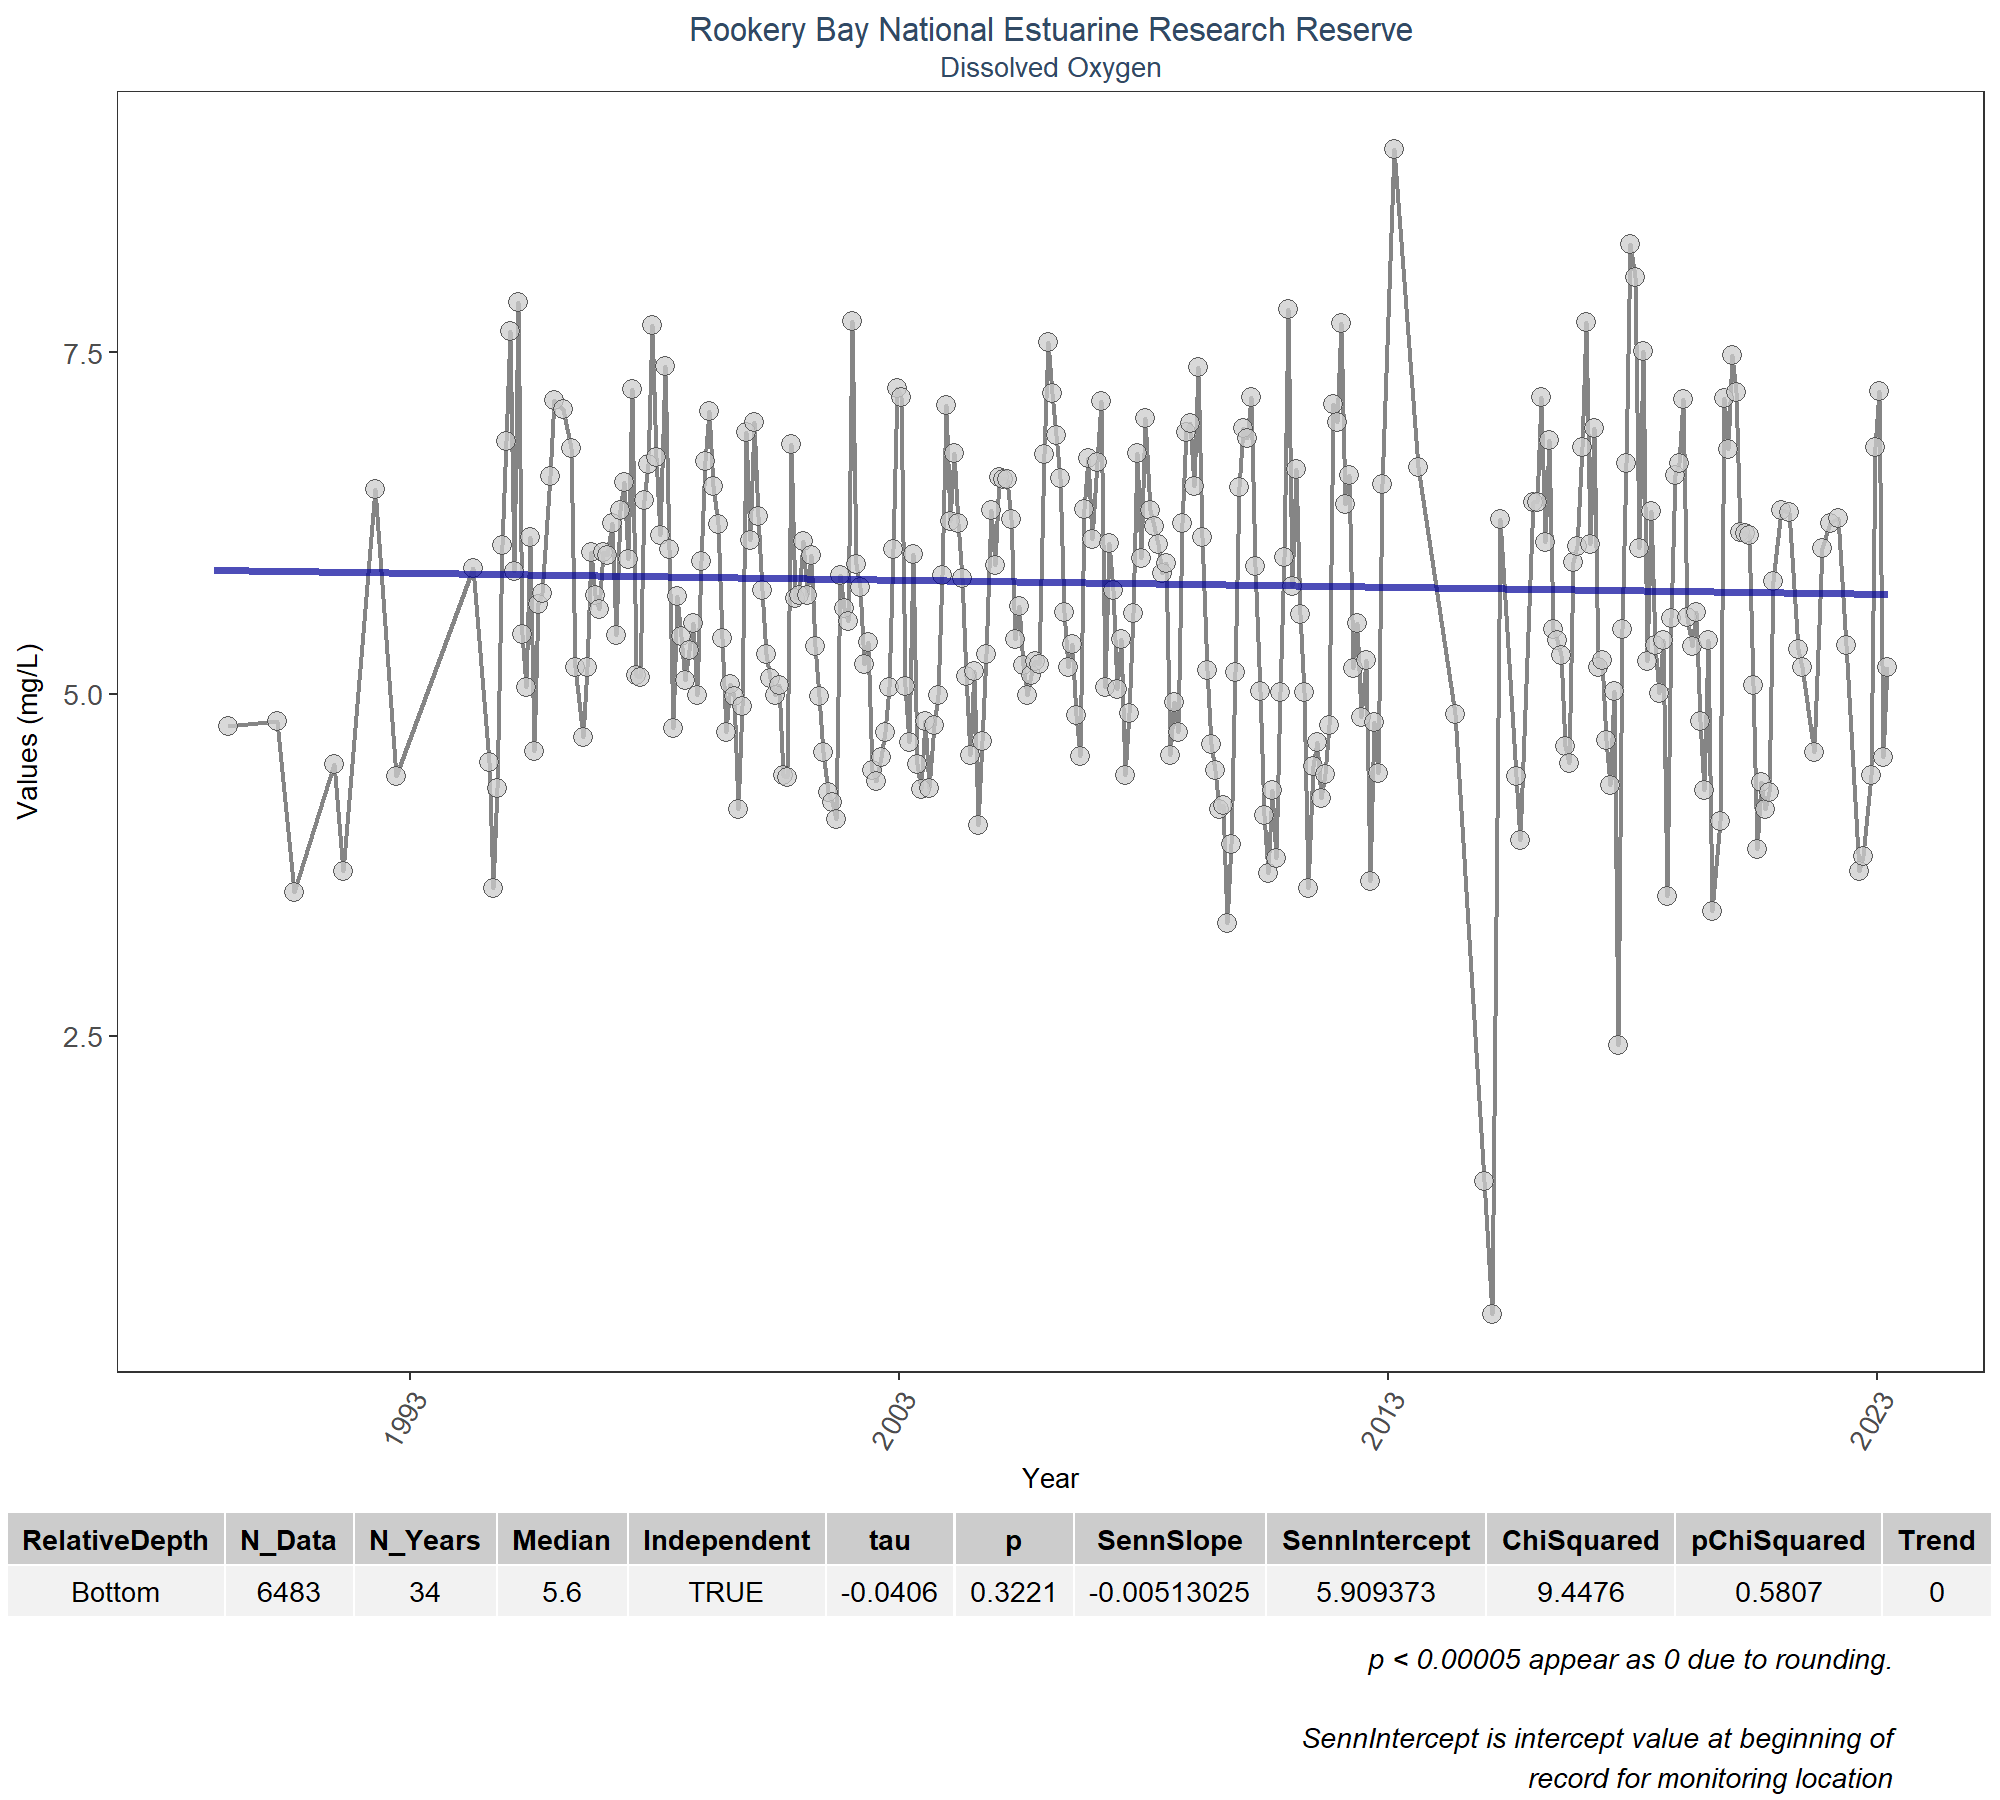 Rookery Bay National Estuarine Research Reserve
Dissolved Oxygen
Values (mg/L)
7.5
5.0
2.5
1993 2003 2013 2023
Year
RelativeDepth N_Data N_Years Median Independent tau p SennSlope SennIntercept ChiSquared pChiSquared Trend
Bottom 6483 34 5.6 TRUE -0.0406 0.3221 -0.00513025 5.909373 9.4476 0.5807 0
p < 0.00005 appear as 0 due to rounding.
SennIntercept is intercept value at beginning of
record for monitoring location